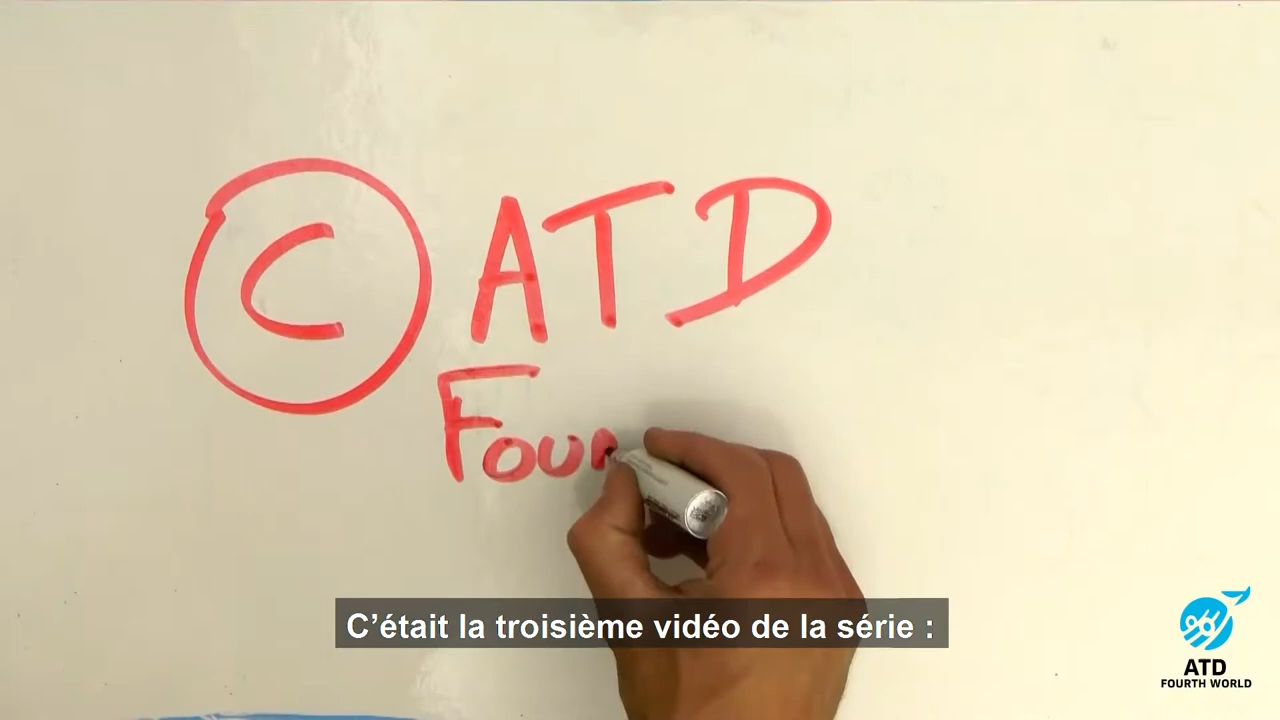 © ATD
Four
C'était la troisième vidéo de la série :
ATD
FOURTH WORLD